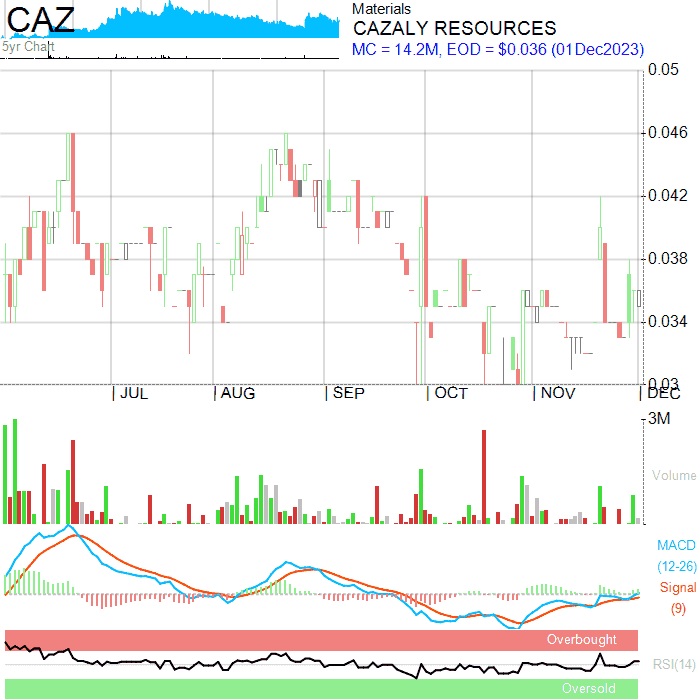 CAZ
5yr Chart
Materials
CAZALY RESOURCES
MC = 14.2M, EOD = $0.036 (01Dec2023)
0.05
0.046
0.042
0.038
0.034
0.03
JUL
AUG
SEP
OCT
NOV
DEC
3M
Volume
MACD
(12-26)
Signal
(9)
Overbought
RSI(14)
Oversold